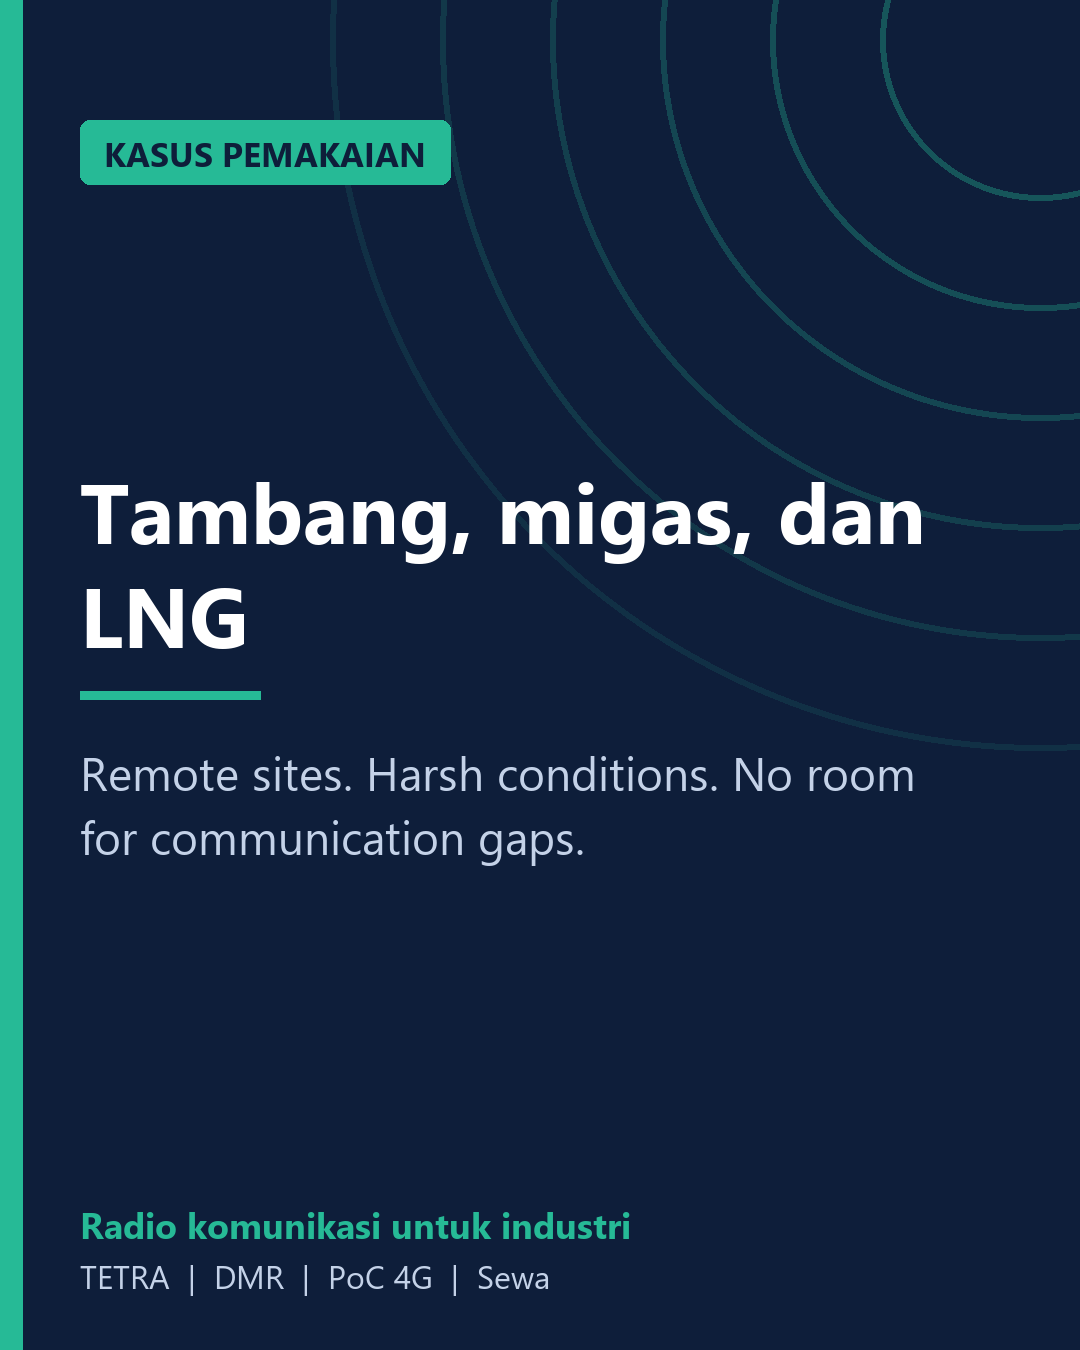 KASUS PEMAKAIAN
Tambang, migas, dan
LNG
Remote sites. Harsh conditions. No room
for communication gaps.
Radio komunikasi untuk industri
TETRA | DMR | PoC 4G | Sewa